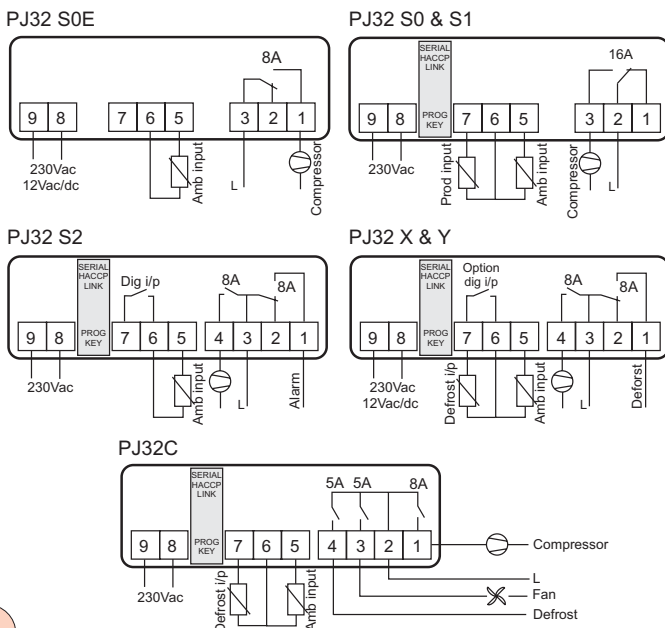 PJ32 S0E
8A
9 8 7 6 5 3 2 1
230Vac
12Vac/dc
Amb input
L
Compressor
PJ32 S0 & S1
SERIAL
HACCP
LINK
16A
9 8 PROG KEY 7 6 5 3 2 1
230Vac
Prod input
Amb input
Compressor
L
PJ32 S2
SERIAL
HACCP
LINK
Dig i/p
8A
8A
9 8 PROG KEY 7 6 5 4 3 2 1
230Vac
Amb input
L
Alarm
PJ32 X & Y
SERIAL
HACCP
LINK
Option
dig i/p
8A
8A
9 8 PROG KEY 7 6 5 4 3 2 1
230Vac
12Vac/dc
Defrost i/p
Amb input
L
Deforst
PJ32C
SERIAL
HACCP
LINK
5A 5A 8A
9 8 PROG KEY 7 6 5 4 3 2 1
Compressor
230Vac
Defrost i/p
Amb input
L
Fan
Defrost